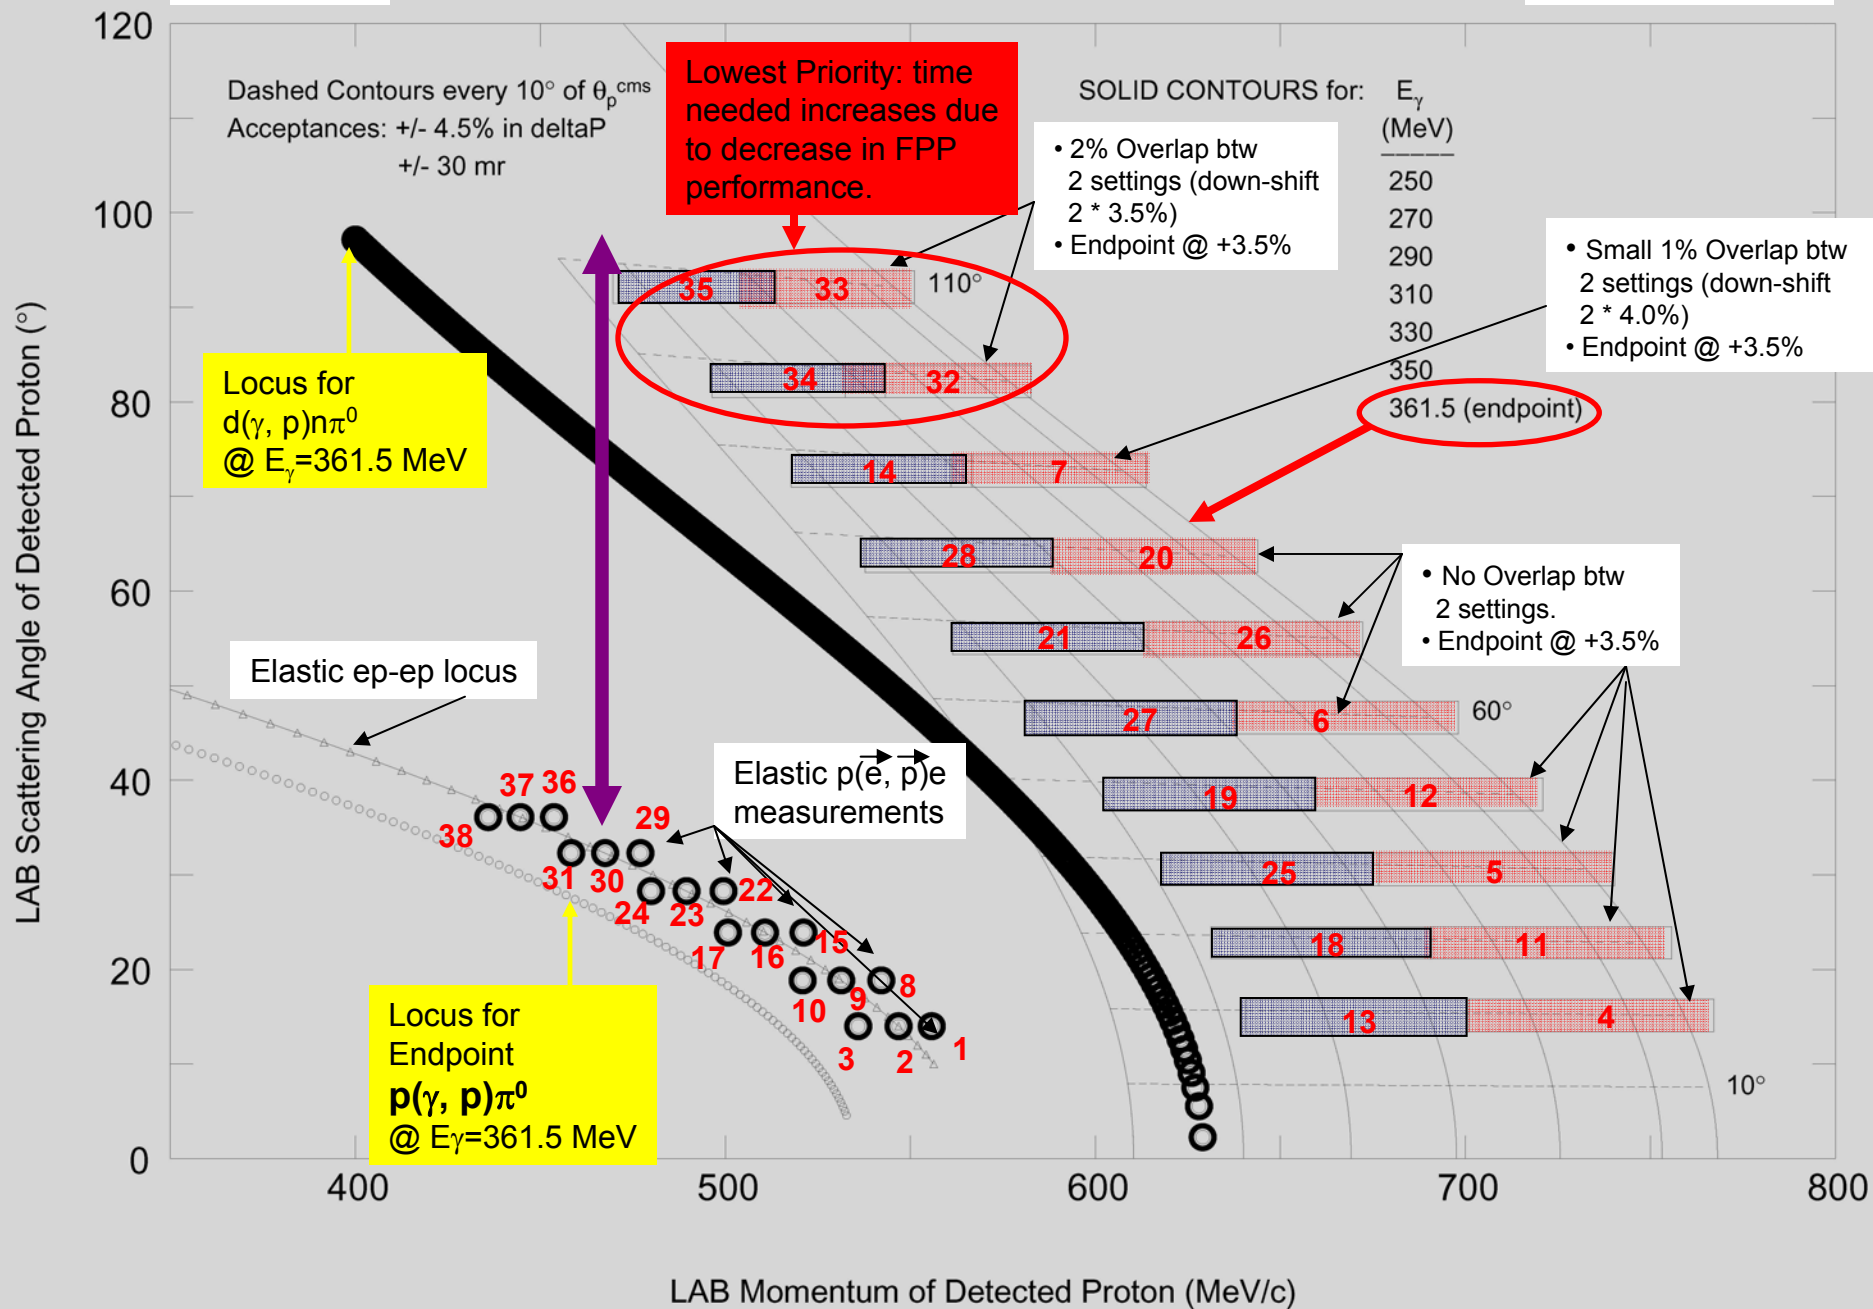 120
100
80
60
40
20
0
LAB Scattering Angle of Detected Proton (°)
400
500
600
700
800
LAB Momentum of Detected Proton (MeV/c)
Dashed Contours every 10° of θp^cms
Acceptances: +/- 4.5% in deltaP
+/- 30 mr
Lowest Priority: time
needed increases due
to decrease in FPP
performance.
SOLID CONTOURS for:
Eγ
(MeV)
250
270
290
310
330
350
361.5 (endpoint)
• 2% Overlap btw
2 settings (down-shift
2 * 3.5%)
• Endpoint @ +3.5%
• Small 1% Overlap btw
2 settings (down-shift
2 * 4.0%)
• Endpoint @ +3.5%
• No Overlap btw
2 settings.
• Endpoint @ +3.5%
Locus for
d(γ, p)nπ⁰
@ Eγ=361.5 MeV
Elastic ep-ep locus
Elastic p(e, p)e
measurements
Locus for
Endpoint
p(γ, p)π⁰
@ Eγ=361.5 MeV
35 33 110°
34 32
14 7
28 20
21 26
27 6 60°
19 12
25 5
18 11
13 4
10°
37 36
38 29
31 30
24 23 22
17 16 15
10 9 8
3 2 1